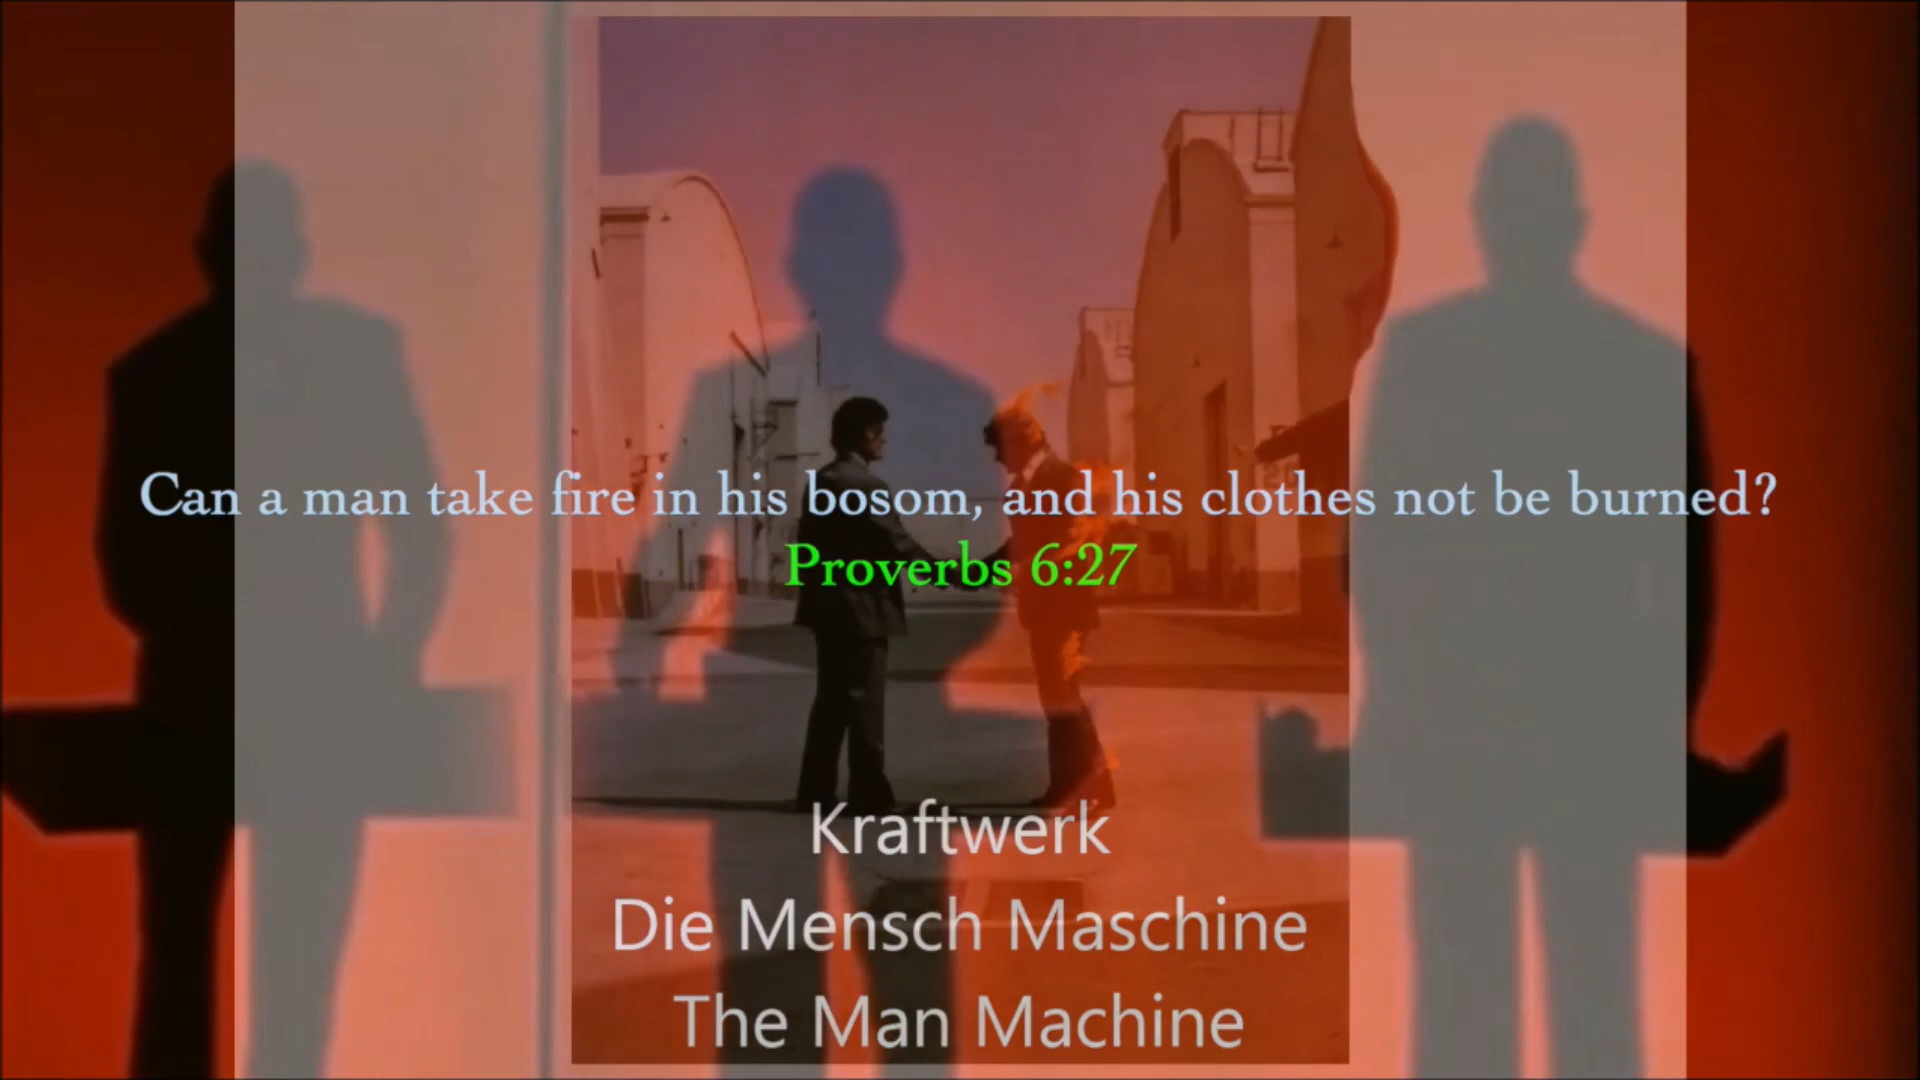 Can a man take fire in his bosom, and his clothes not be burned?
Proverbs 6:27
Kraftwerk
Die Mensch Maschine
The Man Machine